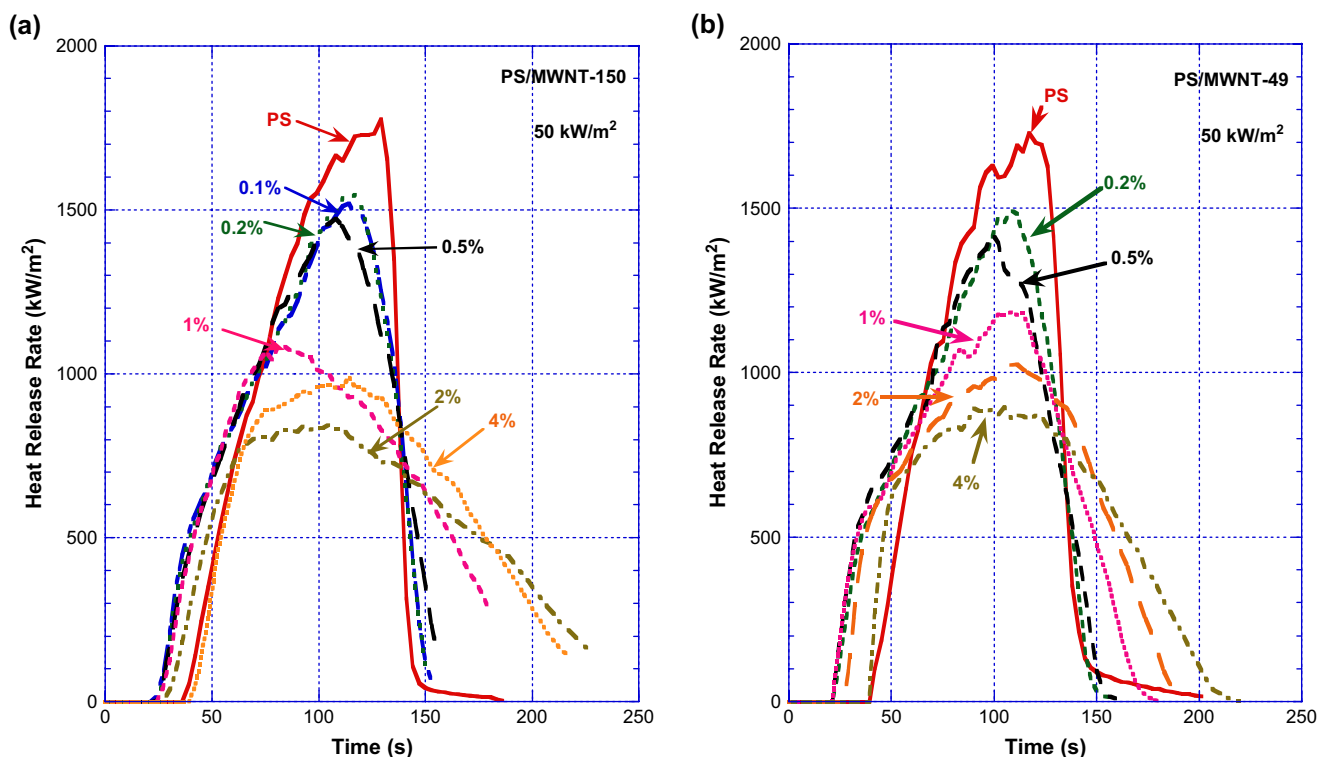 (a)
2000
1500
1000
500
0
Heat Release Rate (kW/m²)
0 50 100 150 200 250
Time (s)
PS/MWNT-150
50 kW/m²
PS
0.1%
0.2%
0.5%
1%
2%
4%
(b)
2000
1500
1000
500
0
Heat Release Rate (kW/m²)
0 50 100 150 200 250
Time (s)
PS/MWNT-49
50 kW/m²
PS
0.2%
0.5%
1%
2%
4%